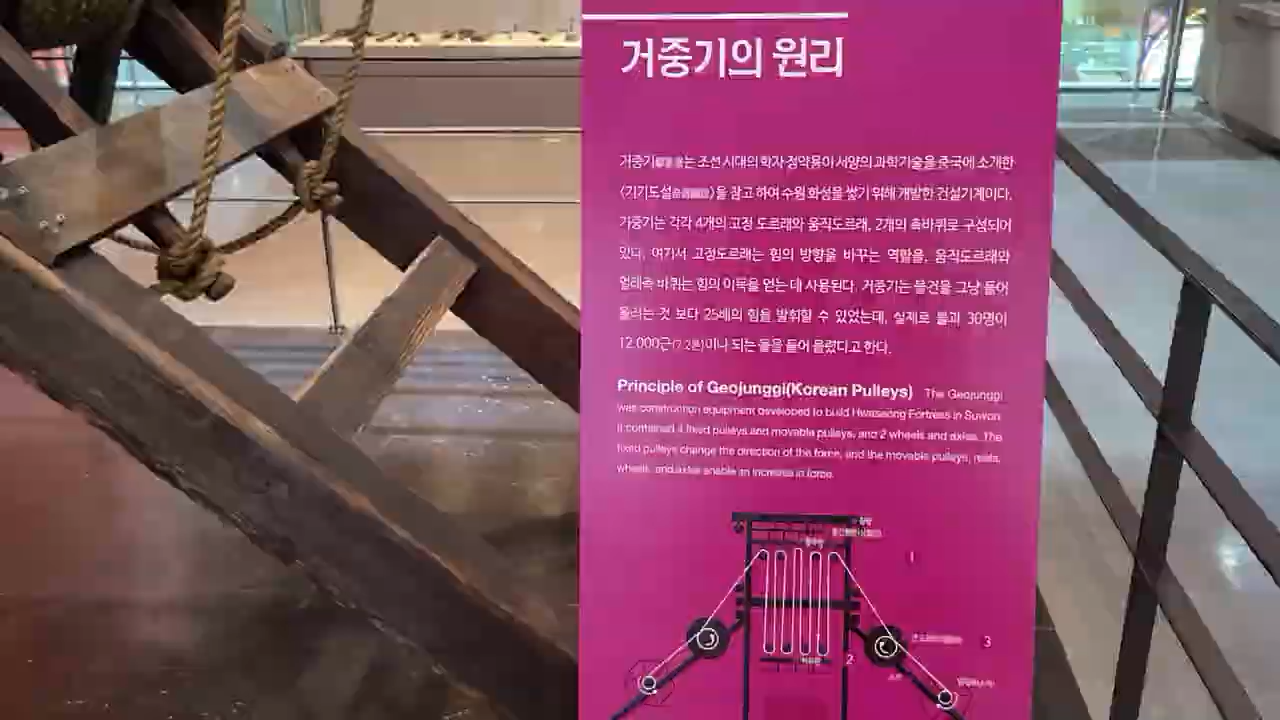 거중기의 원리
거중기는 조선 시대의 학자 정약용이 서양의 과학기술을 중국에 소개한
〈기기도설〉을 참고 하여 수원 화성을 쌓기 위해 개발한 건설기계이다.
거중기는 각각 4개의 고정 도르래와 움직도르래, 2개의 축바퀴로 구성되어
있다. 여기서 고정도르래는 힘의 방향을 바꾸는 역할을, 움직도르래와
얼레축 바퀴는 힘의 이득을 얻는 데 사용된다. 거중기는 물건을 그냥 들어
올리는 것 보다 25배의 힘을 발휘할 수 있었는데, 실제로 불과 30명이
12,000근(7.2톤)이나 되는 돌을 들어 올렸다고 한다.
Principle of Geojunggi(Korean Pulleys) The Geojunggi
was construction equipment developed to build Hwaseong Fortress in Suwon.
It contained 4 fixed pulleys and movable pulleys, and 2 wheels and axles. The
fixed pulleys change the direction of the force, and the movable pulleys, reels,
wheels, and axles enable an increase in force.
1
2
3